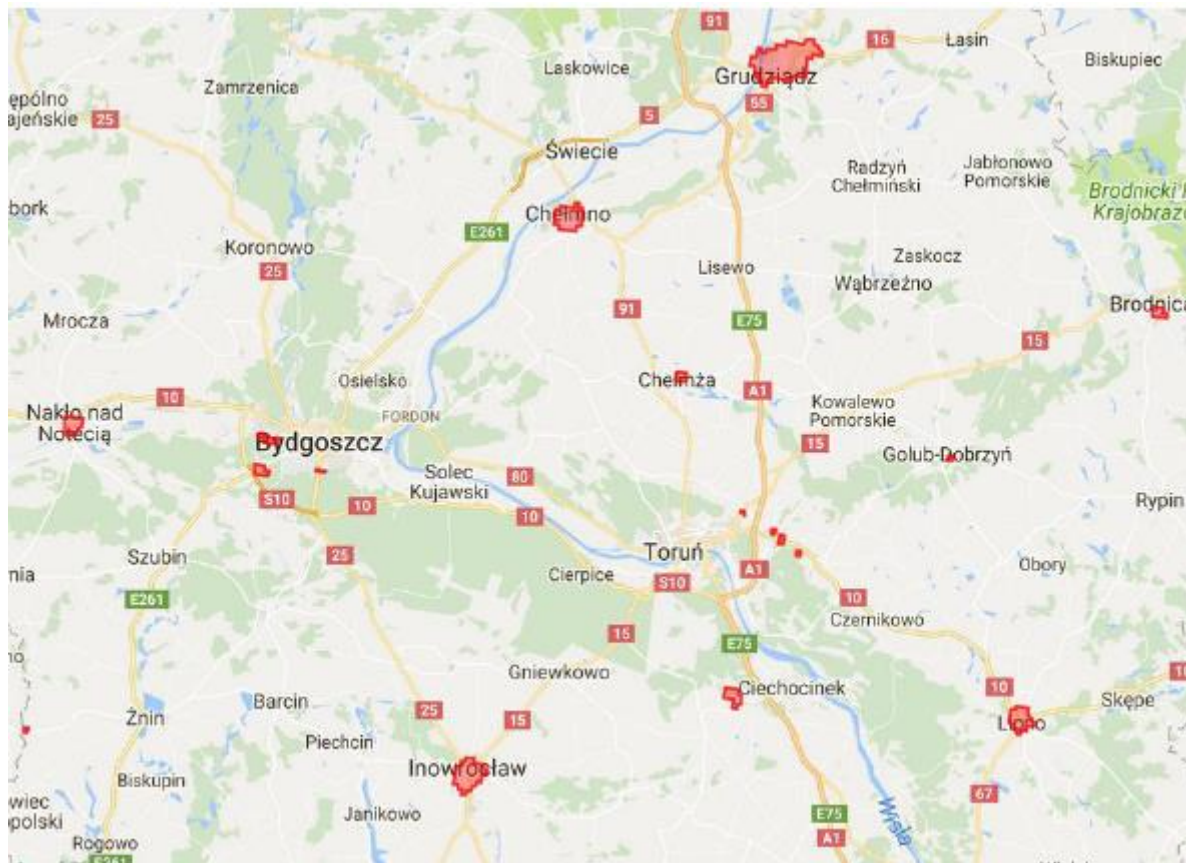 91
16
Łasin
Laskowice
Grudziądz
Biskupiec
Zamrzenica
ępólno
ajeńskie
25
55
5
Świecie
Radzyń
Chełmiński
Jabłonowo
Pomorskie
Brodnicki
Krajobraz
bork
Chełmno
E261
Koronowo
25
Lisewo
Zaskocz
Wąbrzeźno
Brodnica
91
E75
Mrocza
15
Osielsko
Chełmża
A1
10
Nakło nad
Notecią
FORDON
Kowalewo
Pomorskie
Bydgoszcz
15
Golub-Dobrzyń
Solec
Kujawski
80
S10
10
10
Rypin
Toruń
25
Szubin
Cierpice
S10
A1
Obory
nia
E261
10
15
Czernikowo
E75
no
Gniewkowo
Ciechocinek
10
Barcin
25
15
Skępe
Żnin
Lipno
Piechcin
Inowrocław
Biskupin
67
wiec
opolski
Janikowo
Wisła
E75
Rogowo
A1
E261